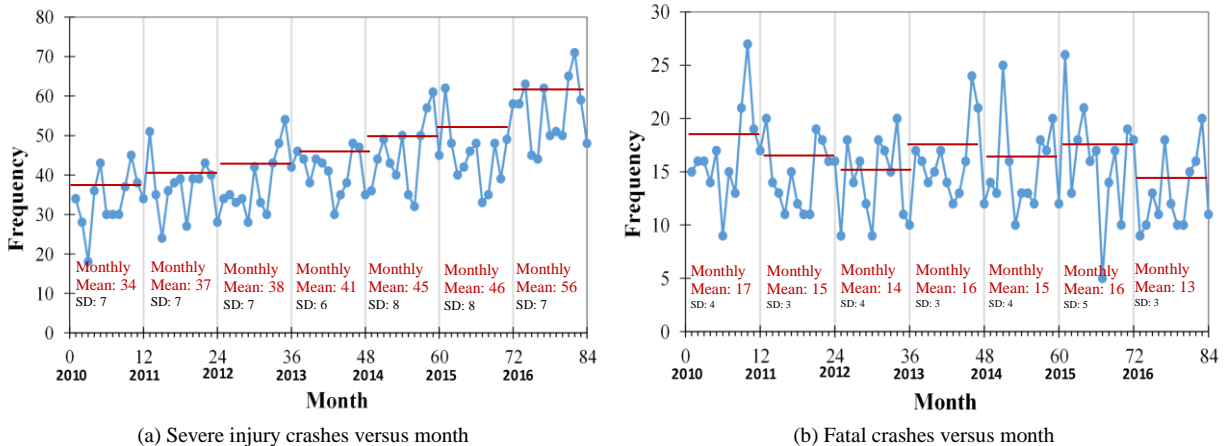 Frequency
80
70
60
50
40
30
20
10
0
Monthly
Mean: 34
SD: 7
Monthly
Mean: 37
SD: 7
Monthly
Mean: 38
SD: 7
Monthly
Mean: 41
SD: 6
Monthly
Mean: 45
SD: 8
Monthly
Mean: 46
SD: 8
Monthly
Mean: 56
SD: 7
0 12 24 36 48 60 72 84
2010 2011 2012 2013 2014 2015 2016
Month
(a) Severe injury crashes versus month
Frequency
30
25
20
15
10
5
0
Monthly
Mean: 17
SD: 4
Monthly
Mean: 15
SD: 3
Monthly
Mean: 14
SD: 4
Monthly
Mean: 16
SD: 3
Monthly
Mean: 15
SD: 4
Monthly
Mean: 16
SD: 5
Monthly
Mean: 13
SD: 3
0 12 24 36 48 60 72 84
2010 2011 2012 2013 2014 2015 2016
Month
(b) Fatal crashes versus month